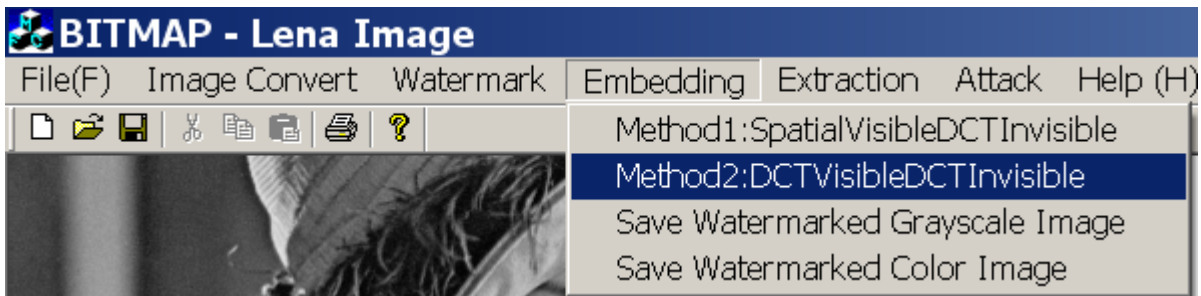 BITMAP - Lena Image
File(F) Image Convert Watermark Embedding Extraction Attack Help (H)
Method1:SpatialVisibleDCTInvisible
Method2:DCTVisibleDCTInvisible
Save Watermarked Grayscale Image
Save Watermarked Color Image